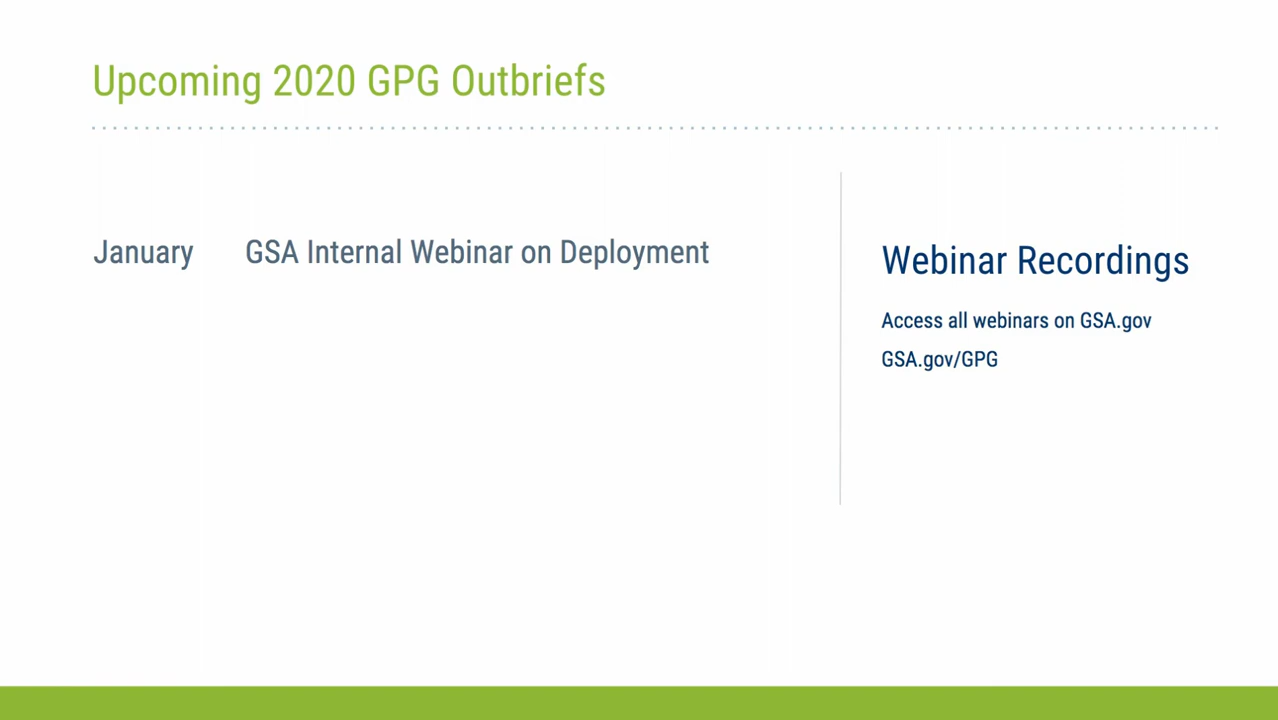 Upcoming 2020 GPG Outbriefs
January GSA Internal Webinar on Deployment
Webinar Recordings
Access all webinars on GSA.gov
GSA.gov/GPG